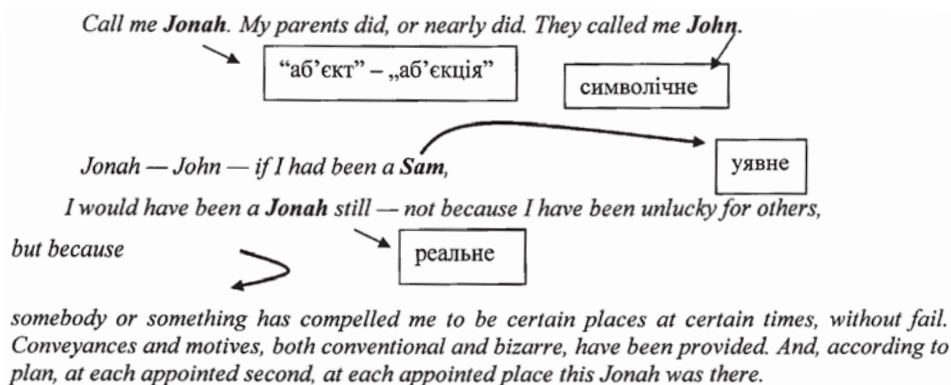 Call me Jonah. My parents did, or nearly did. They called me John.
“аб’єкт” – „аб’єкція”
символічне
уявне
Jonah — John — if I had been a Sam,
I would have been a Jonah still — not because I have been unlucky for others,
but because
реальне
somebody or something has compelled me to be certain places at certain times, without fail.
Conveyances and motives, both conventional and bizarre, have been provided. And, according to
plan, at each appointed second, at each appointed place this Jonah was there.